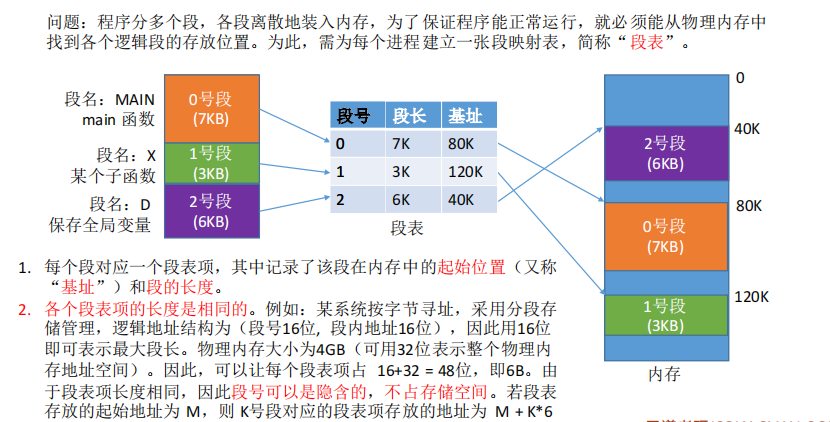 问题：程序分多个段，各段离散地装入内存，为了保证程序能正常运行，就必须能从物理内存中
找到各个逻辑段的存放位置。为此，需为每个进程建立一张段映射表，简称“段表”。
段名：MAIN
main 函数
段名：X
某个子函数
段名：D
保存全局变量
0号段
(7KB)
1号段
(3KB)
2号段
(6KB)
段号 段长 基址
0 7K 80K
1 3K 120K
2 6K 40K
段表
0
40K
2号段
(6KB)
80K
0号段
(7KB)
120K
1号段
(3KB)
内存
1. 每个段对应一个段表项，其中记录了该段在内存中的起始位置（又称
“基址”）和段的长度。
2. 各个段表项的长度是相同的。例如：某系统按字节寻址，采用分段存
储管理，逻辑地址结构为（段号16位, 段内地址16位），因此用16位
即可表示最大段长。物理内存大小为4GB（可用32位表示整个物理内
存地址空间）。因此，可以让每个段表项占 16+32 = 48位，即6B。由
于段表项长度相同，因此段号可以是隐含的，不占存储空间。若段表
存放的起始地址为 M，则 K号段对应的段表项存放的地址为 M + K*6